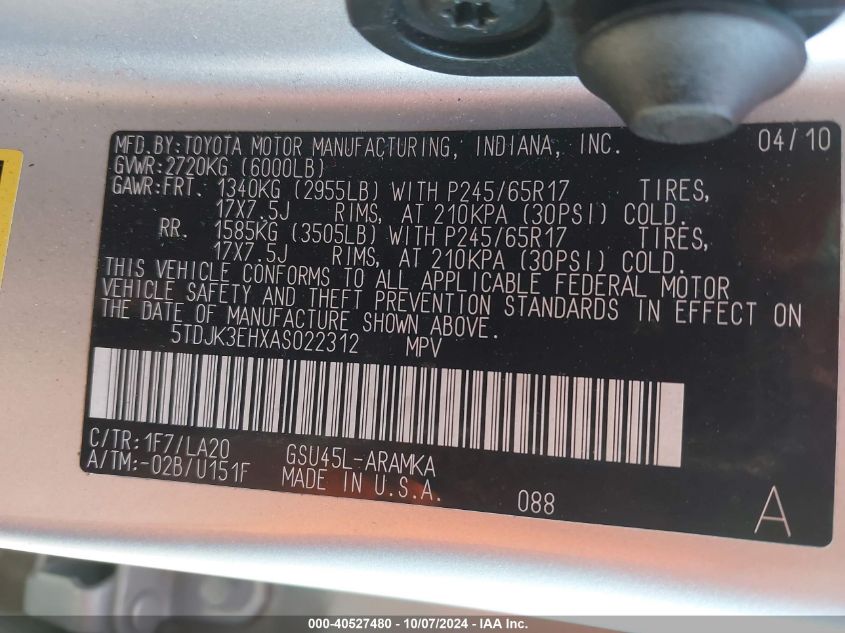 MFD.BY:TOYOTA MOTOR MANUFACTURING, INDIANA, INC. 04/10
GVWR:2720KG (6000LB)
GAWR:FRT. 1340KG (2955LB) WITH P245/65R17 TIRES,
17X7.5J RIMS, AT 210KPA (30PSI) COLD.
RR. 1585KG (3505LB) WITH P245/65R17 TIRES,
17X7.5J RIMS, AT 210KPA (30PSI) COLD.
THIS VEHICLE CONFORMS TO ALL APPLICABLE FEDERAL MOTOR
VEHICLE SAFETY AND THEFT PREVENTION STANDARDS IN EFFECT ON
THE DATE OF MANUFACTURE SHOWN ABOVE.
5TDJK3EHXAS022312 MPV
C/TR:1F7/LA20 GSU45L-ARAMKA
A/TM:-02B/U151F MADE IN U.S.A. 088 A
000-40527480 - 10/07/2024 - IAA Inc.